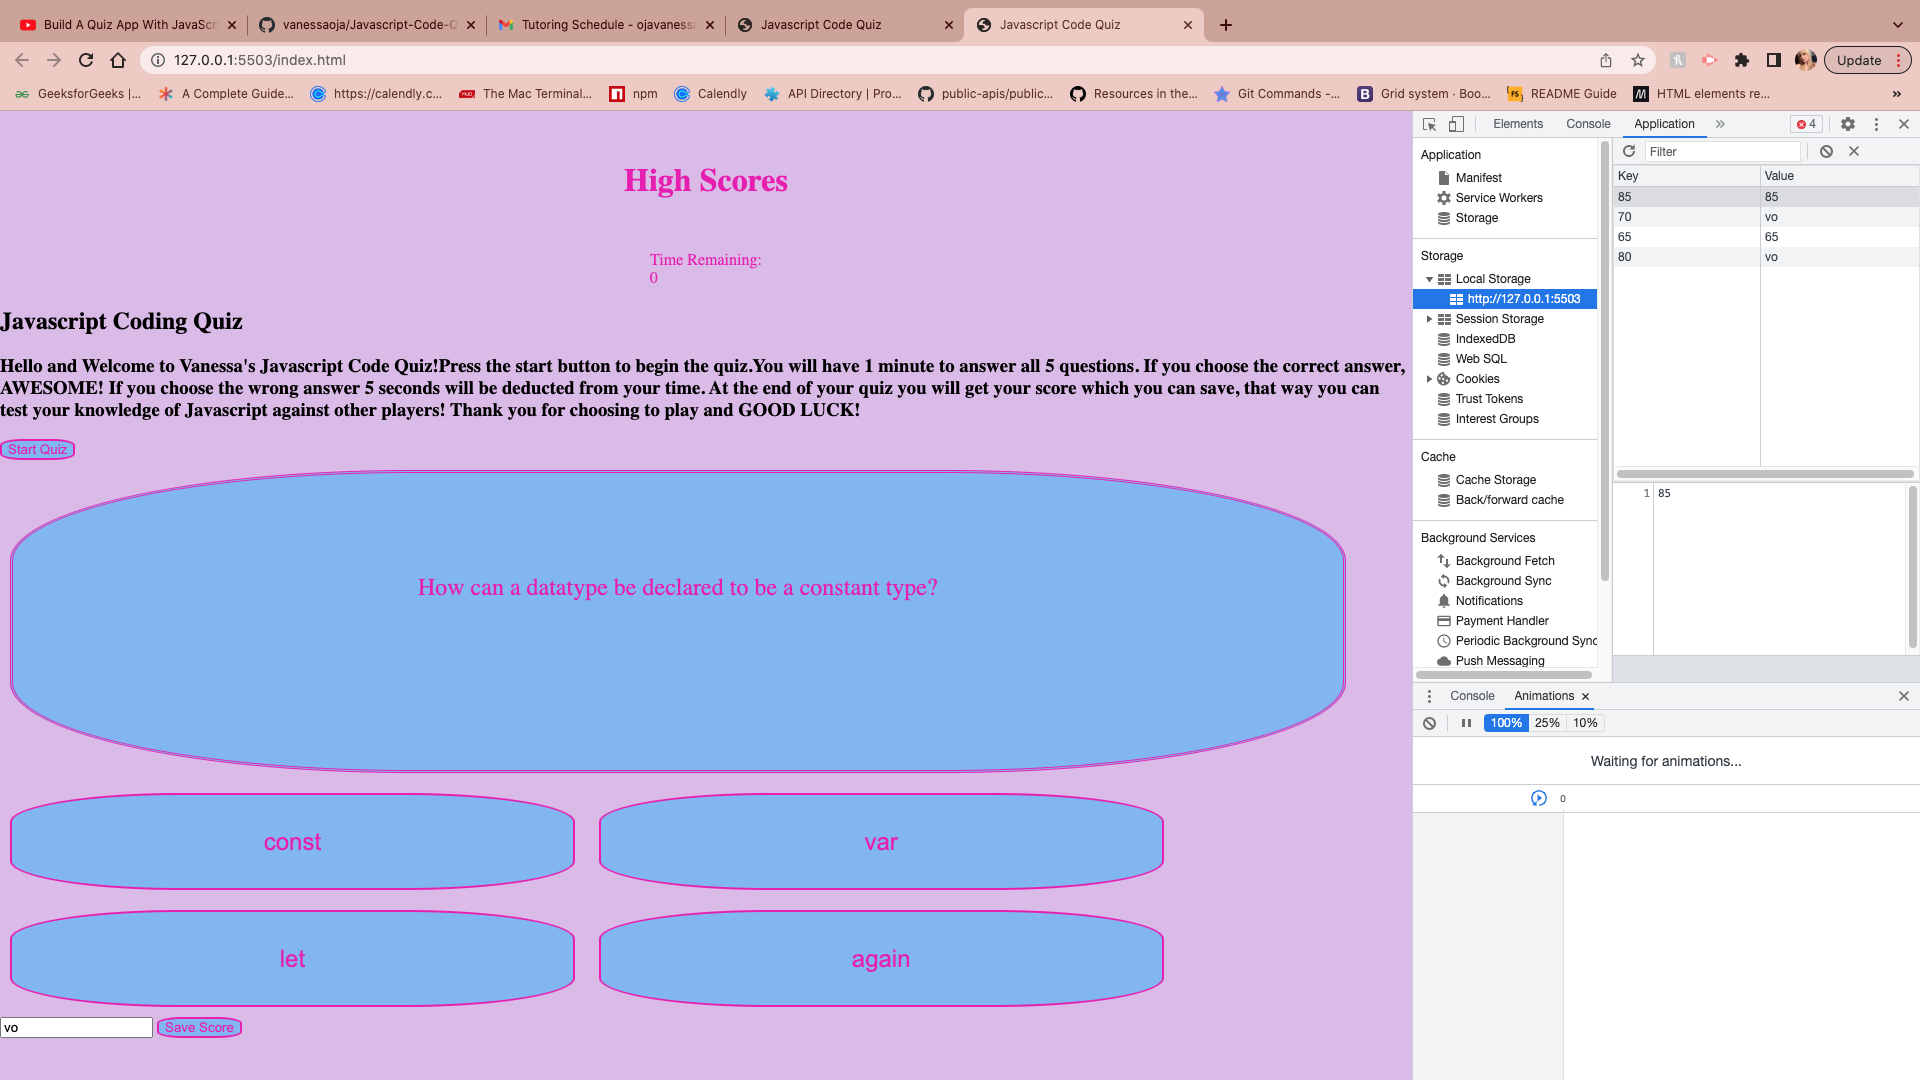 Build A Quiz App With JavaScr
vanessaoja/Javascript-Code-Q
Tutoring Schedule - ojavaness
Javascript Code Quiz
Javascript Code Quiz
127.0.0.1:5503/index.html
Update
GeeksforGeeks |...
A Complete Guide...
https://calendly.c...
The Mac Terminal...
npm
Calendly
API Directory | Pro...
public-apis/public...
Resources in the...
Git Commands -...
Grid system · Boo...
README Guide
HTML elements re...
»
High Scores
Time Remaining:
0
Javascript Coding Quiz
Hello and Welcome to Vanessa's Javascript Code Quiz!Press the start button to begin the quiz.You will have 1 minute to answer all 5 questions. If you choose the correct answer,
AWESOME! If you choose the wrong answer 5 seconds will be deducted from your time. At the end of your quiz you will get your score which you can save, that way you can
test your knowledge of Javascript against other players! Thank you for choosing to play and GOOD LUCK!
Start Quiz
How can a datatype be declared to be a constant type?
const
var
let
again
vo
Save Score
Elements
Console
Application
»
4
Application
Manifest
Service Workers
Storage
Storage
Local Storage
http://127.0.0.1:5503
Session Storage
IndexedDB
Web SQL
Cookies
Trust Tokens
Interest Groups
Cache
Cache Storage
Back/forward cache
Background Services
Background Fetch
Background Sync
Notifications
Payment Handler
Periodic Background Sync
Push Messaging
Filter
Key Value
85 85
70 vo
65 65
80 vo
1 85
Console
Animations
100% 25% 10%
Waiting for animations...
0